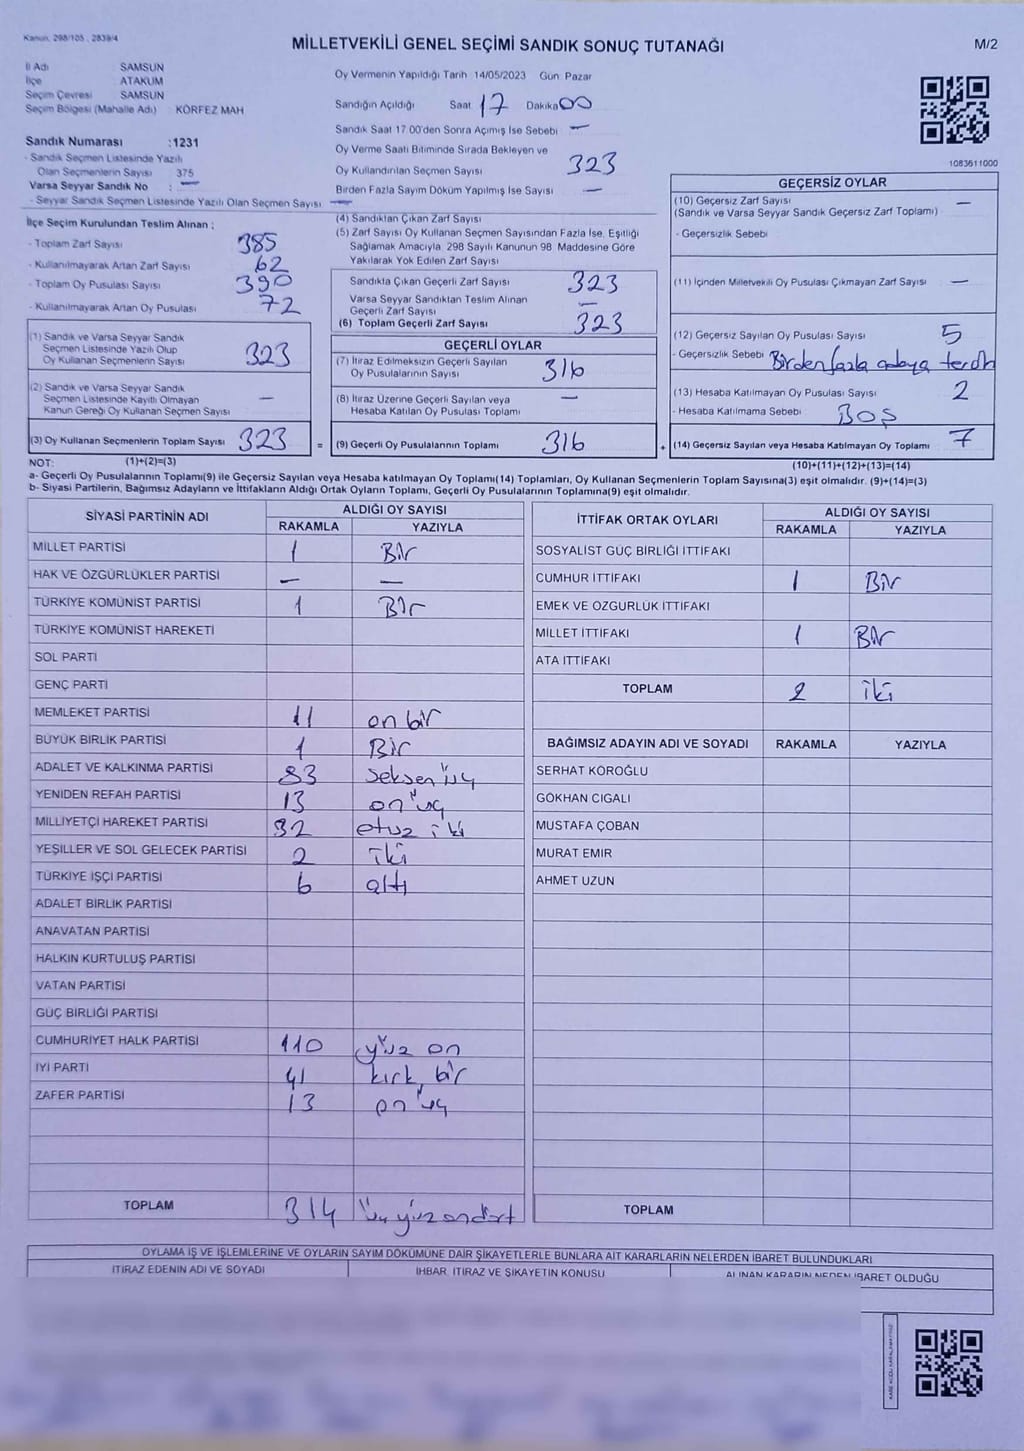 Kanun: 298/105 , 2839/4
MİLLETVEKİLİ GENEL SEÇİMİ SANDIK SONUÇ TUTANAĞI
M/2
İl Adı SAMSUN
İlçe ATAKUM
Seçim Çevresi SAMSUN
Seçim Bölgesi (Mahalle Adı) KÖRFEZ MAH
Sandık Numarası :1231
- Sandık Seçmen Listesinde Yazılı
Olan Seçmenlerin Sayısı 375
Varsa Seyyar Sandık No : —
- Seyyar Sandık Seçmen Listesinde Yazılı Olan Seçmen Sayısı : —
Oy Vermenin Yapıldığı Tarih 14/05/2023 Gün Pazar
Sandığın Açıldığı Saat 17 Dakika 00
Sandık Saat 17.00'den Sonra Açımış İse Sebebi —
Oy Verme Saati Bitiminde Sırada Bekleyen ve
Oy Kullandırılan Seçmen Sayısı 323
Birden Fazla Sayım Döküm Yapılmış İse Sayısı —
1083611000
İlçe Seçim Kurulundan Teslim Alınan ;
- Toplam Zarf Sayısı 385
- Kullanılmayarak Artan Zarf Sayısı 62
- Toplam Oy Pusulası Sayısı 390
- Kullanılmayarak Artan Oy Pusulası 72
(1) Sandık ve Varsa Seyyar Sandık
Seçmen Listesinde Yazılı Olup
Oy Kullanan Seçmenlerin Sayısı 323
(2) Sandık ve Varsa Seyyar Sandık
Seçmen Listesinde Kayıtlı Olmayan
Kanun Gereği Oy Kullanan Seçmen Sayısı —
(3) Oy Kullanan Seçmenlerin Toplam Sayısı 323 =
(4) Sandıktan Çıkan Zarf Sayısı
(5) Zarf Sayısı Oy Kullanan Seçmen Sayısından Fazla İse, Eşitliği
Sağlamak Amacıyla, 298 Sayılı Kanunun 98. Maddesine Göre
Yakılarak Yok Edilen Zarf Sayısı
Sandıkta Çıkan Geçerli Zarf Sayısı 323
Varsa Seyyar Sandıktan Teslim Alınan
Geçerli Zarf Sayısı —
(6) Toplam Geçerli Zarf Sayısı 323
GEÇERLİ OYLAR
(7) İtiraz Edilmeksizin Geçerli Sayılan
Oy Pusulalarının Sayısı 316
(8) İtiraz Üzerine Geçerli Sayılan veya
Hesaba Katılan Oy Pusulası Toplamı —
(9) Geçerli Oy Pusulalarının Toplamı 316 +
GEÇERSİZ OYLAR
(10) Geçersiz Zarf Sayısı —
(Sandık ve Varsa Seyyar Sandık Geçersiz Zarf Toplamı)
- Geçersizlik Sebebi
(11) İçinden Milletvekili Oy Pusulası Çıkmayan Zarf Sayısı —
(12) Geçersiz Sayılan Oy Pusulası Sayısı 5
- Geçersizlik Sebebi Birden fazla adaya tercih
(13) Hesaba Katılmayan Oy Pusulası Sayısı 2
- Hesaba Katılmama Sebebi BOŞ
(14) Geçersiz Sayılan veya Hesaba Katılmayan Oy Toplamı 7
NOT: (1)+(2)=(3)
(10)+(11)+(12)+(13)=(14)
a- Geçerli Oy Pusulalarının Toplamı(9) ile Geçersiz Sayılan veya Hesaba katılmayan Oy Toplamı(14) Toplamları, Oy Kullanan Seçmenlerin Toplam Sayısına(3) eşit olmalıdır. (9)+(14)=(3)
b- Siyasi Partilerin, Bağımsız Adayların ve İttifakların Aldığı Ortak Oyların Toplamı, Geçerli Oy Pusulalarının Toplamına(9) eşit olmalıdır.
SİYASİ PARTİNİN ADI ALDIĞI OY SAYISI
RAKAMLA YAZIYLA
MİLLET PARTİSİ 1 Bir
HAK VE ÖZGÜRLÜKLER PARTİSİ — —
TÜRKİYE KOMÜNİST PARTİSİ 1 Bir
TÜRKİYE KOMÜNİST HAREKETİ
SOL PARTİ
GENÇ PARTİ
MEMLEKET PARTİSİ 11 on bir
BÜYÜK BİRLİK PARTİSİ 1 Bir
ADALET VE KALKINMA PARTİSİ 83 seksen üç
YENİDEN REFAH PARTİSİ 13 on üç
MİLLİYETÇİ HAREKET PARTİSİ 32 otuz iki
YEŞİLLER VE SOL GELECEK PARTİSİ 2 iki
TÜRKİYE İŞÇİ PARTİSİ 6 altı
ADALET BİRLİK PARTİSİ
ANAVATAN PARTİSİ
HALKIN KURTULUŞ PARTİSİ
VATAN PARTİSİ
GÜÇ BİRLİĞİ PARTİSİ
CUMHURİYET HALK PARTİSİ 110 yüz on
İYİ PARTİ 41 kırk bir
ZAFER PARTİSİ 13 on üç
TOPLAM 314 üç yüz ondört
İTTİFAK ORTAK OYLARI ALDIĞI OY SAYISI
RAKAMLA YAZIYLA
SOSYALİST GÜÇ BİRLİĞİ İTTİFAKI
CUMHUR İTTİFAKI 1 Bir
EMEK VE ÖZGÜRLÜK İTTİFAKI
MİLLET İTTİFAKI 1 Bir
ATA İTTİFAKI
TOPLAM 2 iki
BAĞIMSIZ ADAYIN ADI VE SOYADI RAKAMLA YAZIYLA
SERHAT KÖROĞLU
GÖKHAN CIGALI
MUSTAFA ÇOBAN
MURAT EMİR
AHMET UZUN
TOPLAM
OYLAMA İŞ VE İŞLEMLERİNE VE OYLARIN SAYIM DÖKÜMÜNE DAİR ŞİKAYETLERLE BUNLARA AİT KARARLARIN NELERDEN İBARET BULUNDUKLARI
İTİRAZ EDENİN ADI VE SOYADI İHBAR, İTİRAZ VE ŞİKAYETİN KONUSU ALINAN KARARIN NEDEN İBARET OLDUĞU